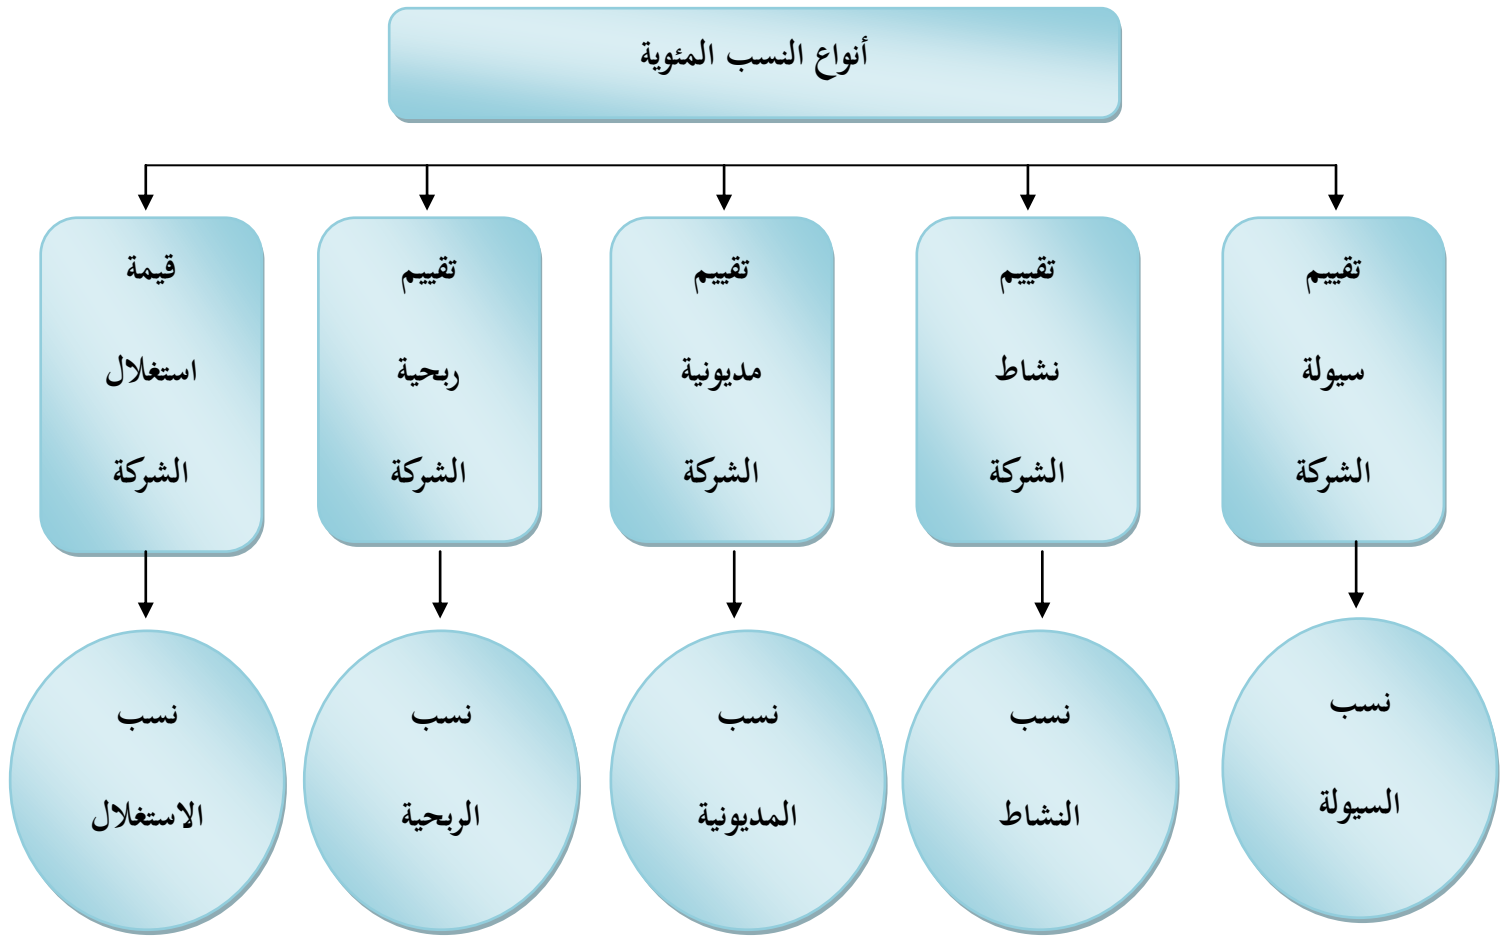 أنواع النسب المئوية
تقييم
سيولة
الشركة
تقييم
نشاط
الشركة
تقييم
مديونية
الشركة
تقييم
ربحية
الشركة
قيمة
استغلال
الشركة
نسب
السيولة
نسب
النشاط
نسب
المديونية
نسب
الربحية
نسب
الاستغلال